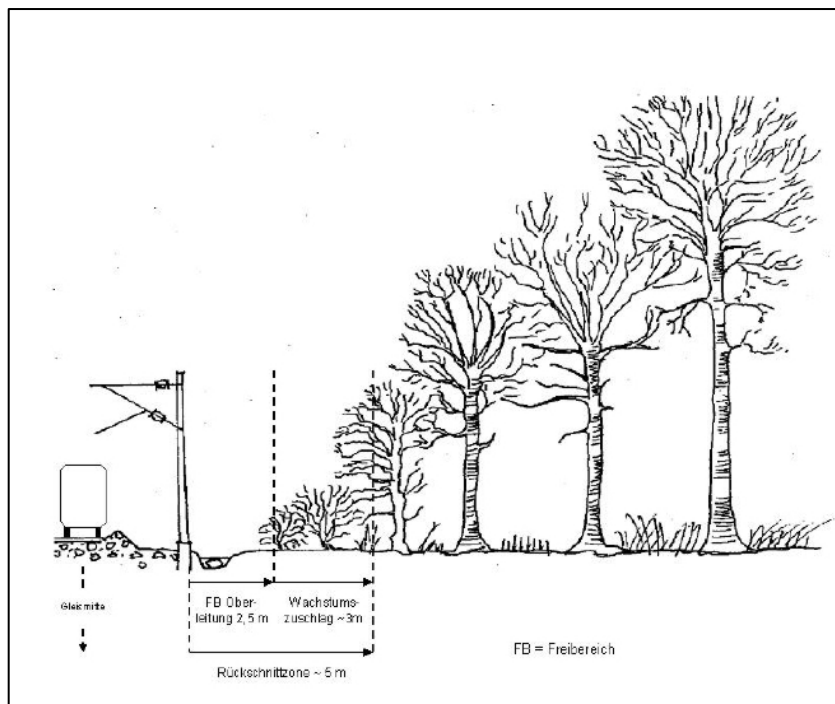 Gleismitte
FB Ober-
leitung 2,5 m
Wachstums-
zuschlag ~3m
FB = Freibereich
Rückschnittzone ~ 5 m